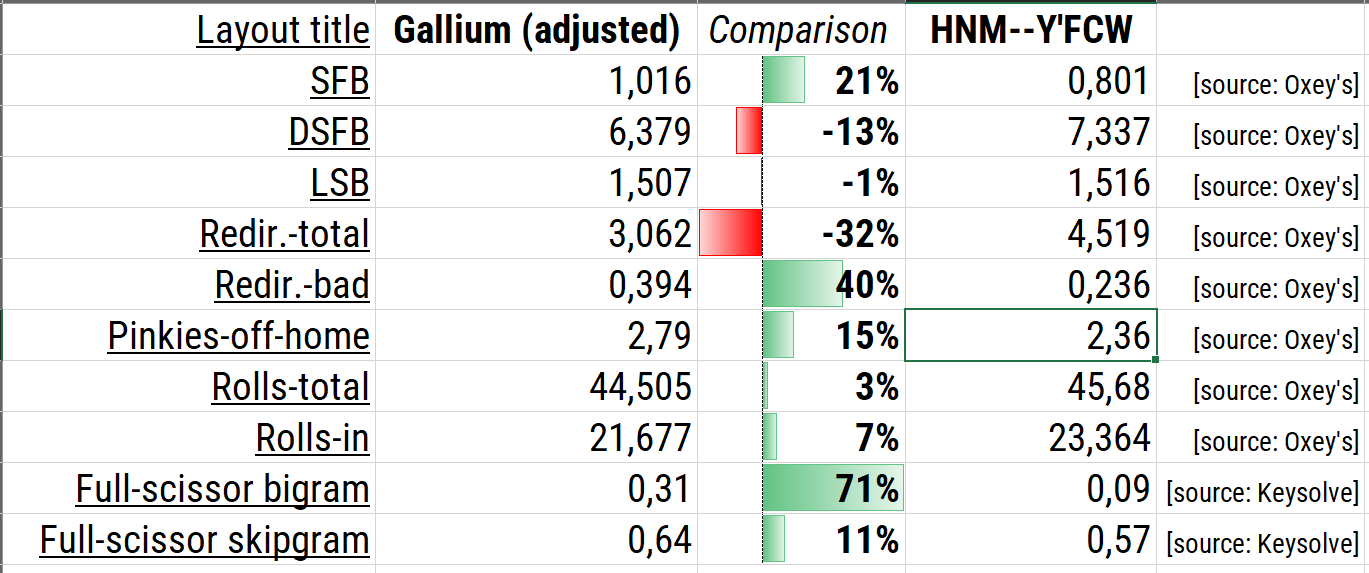 Layout title Gallium (adjusted) Comparison HNM--Y'FCW
SFB 1,016 21% 0,801 [source: Oxey's]
DSFB 6,379 -13% 7,337 [source: Oxey's]
LSB 1,507 -1% 1,516 [source: Oxey's]
Redir.-total 3,062 -32% 4,519 [source: Oxey's]
Redir.-bad 0,394 40% 0,236 [source: Oxey's]
Pinkies-off-home 2,79 15% 2,36 [source: Oxey's]
Rolls-total 44,505 3% 45,68 [source: Oxey's]
Rolls-in 21,677 7% 23,364 [source: Oxey's]
Full-scissor bigram 0,31 71% 0,09 [source: Keysolve]
Full-scissor skipgram 0,64 11% 0,57 [source: Keysolve]